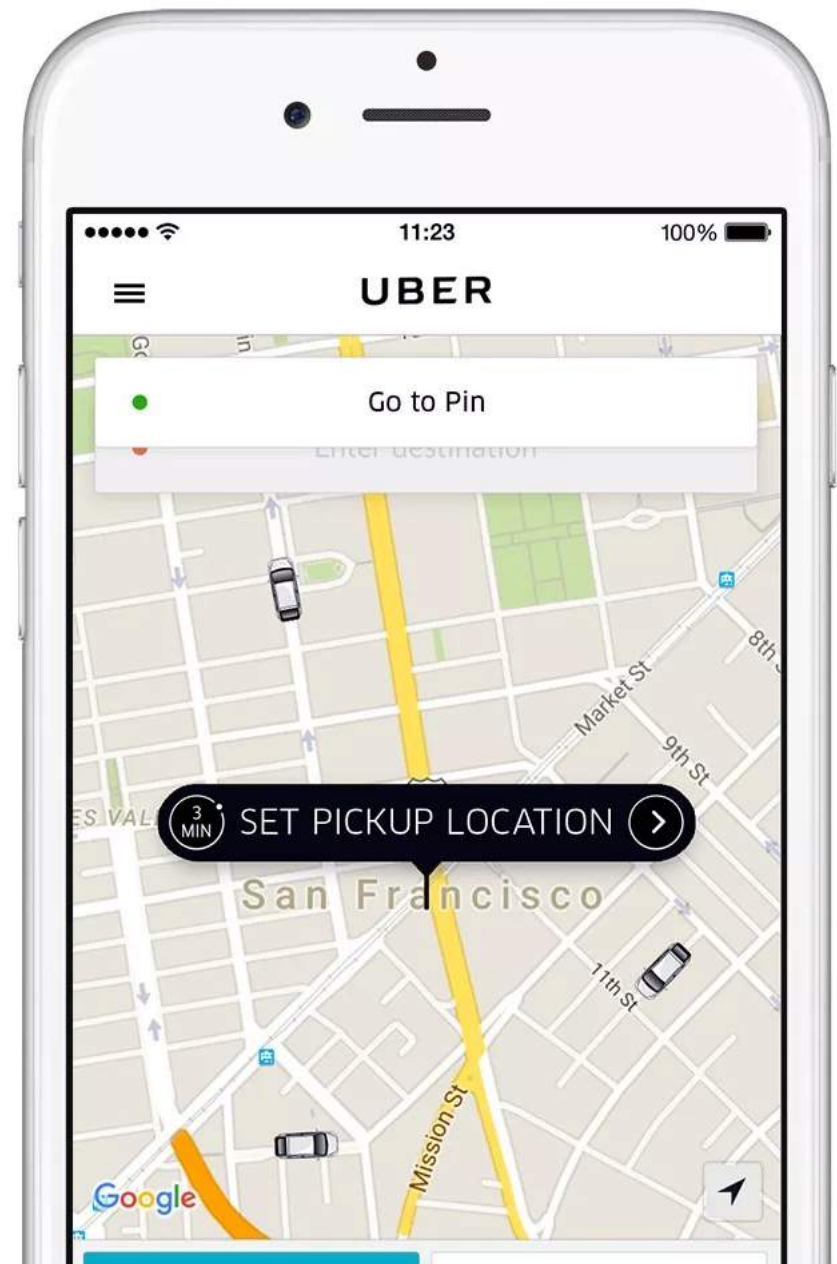 11:23
100%
UBER
Go to Pin
Enter destination
8th
Market St
9th St
3
MIN
SET PICKUP LOCATION
San Francisco
11th St
Mission St
Google